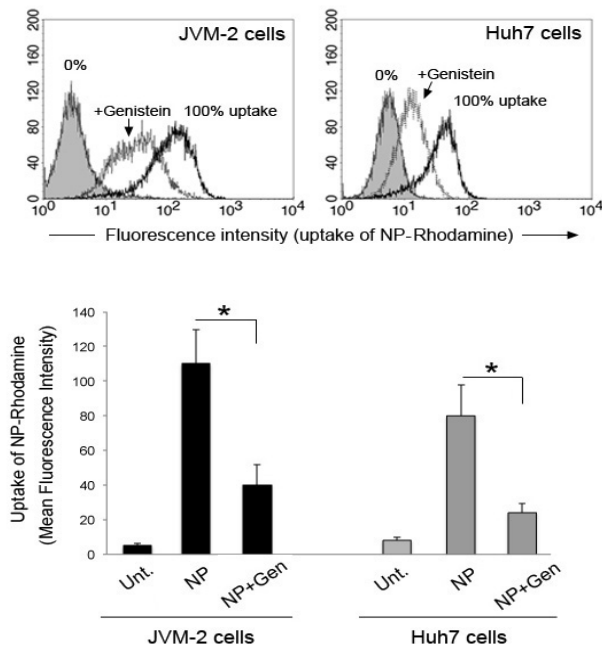 JVM-2 cells
Huh7 cells
200
160
120
80
40
0
0%
+Genistein
100% uptake
10⁰ 10¹ 10² 10³ 10⁴
200
160
120
80
40
0
0%
+Genistein
100% uptake
10⁰ 10¹ 10² 10³ 10⁴
Fluorescence intensity (uptake of NP-Rhodamine)
Uptake of NP-Rhodamine
(Mean Fluorescence Intensity)
140
120
100
80
60
40
20
0
*
*
Unt. NP NP+Gen Unt. NP NP+Gen
JVM-2 cells Huh7 cells